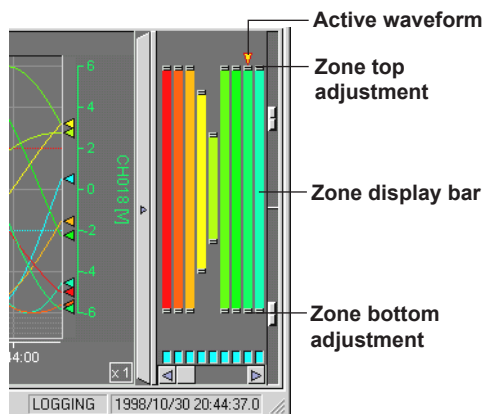 Active waveform
Zone top
adjustment
Zone display bar
Zone bottom
adjustment
6
4
2
0
-2
-4
-6
CH018 [V]
44:00
x 1
LOGGING
1998/10/30 20:44:37.0